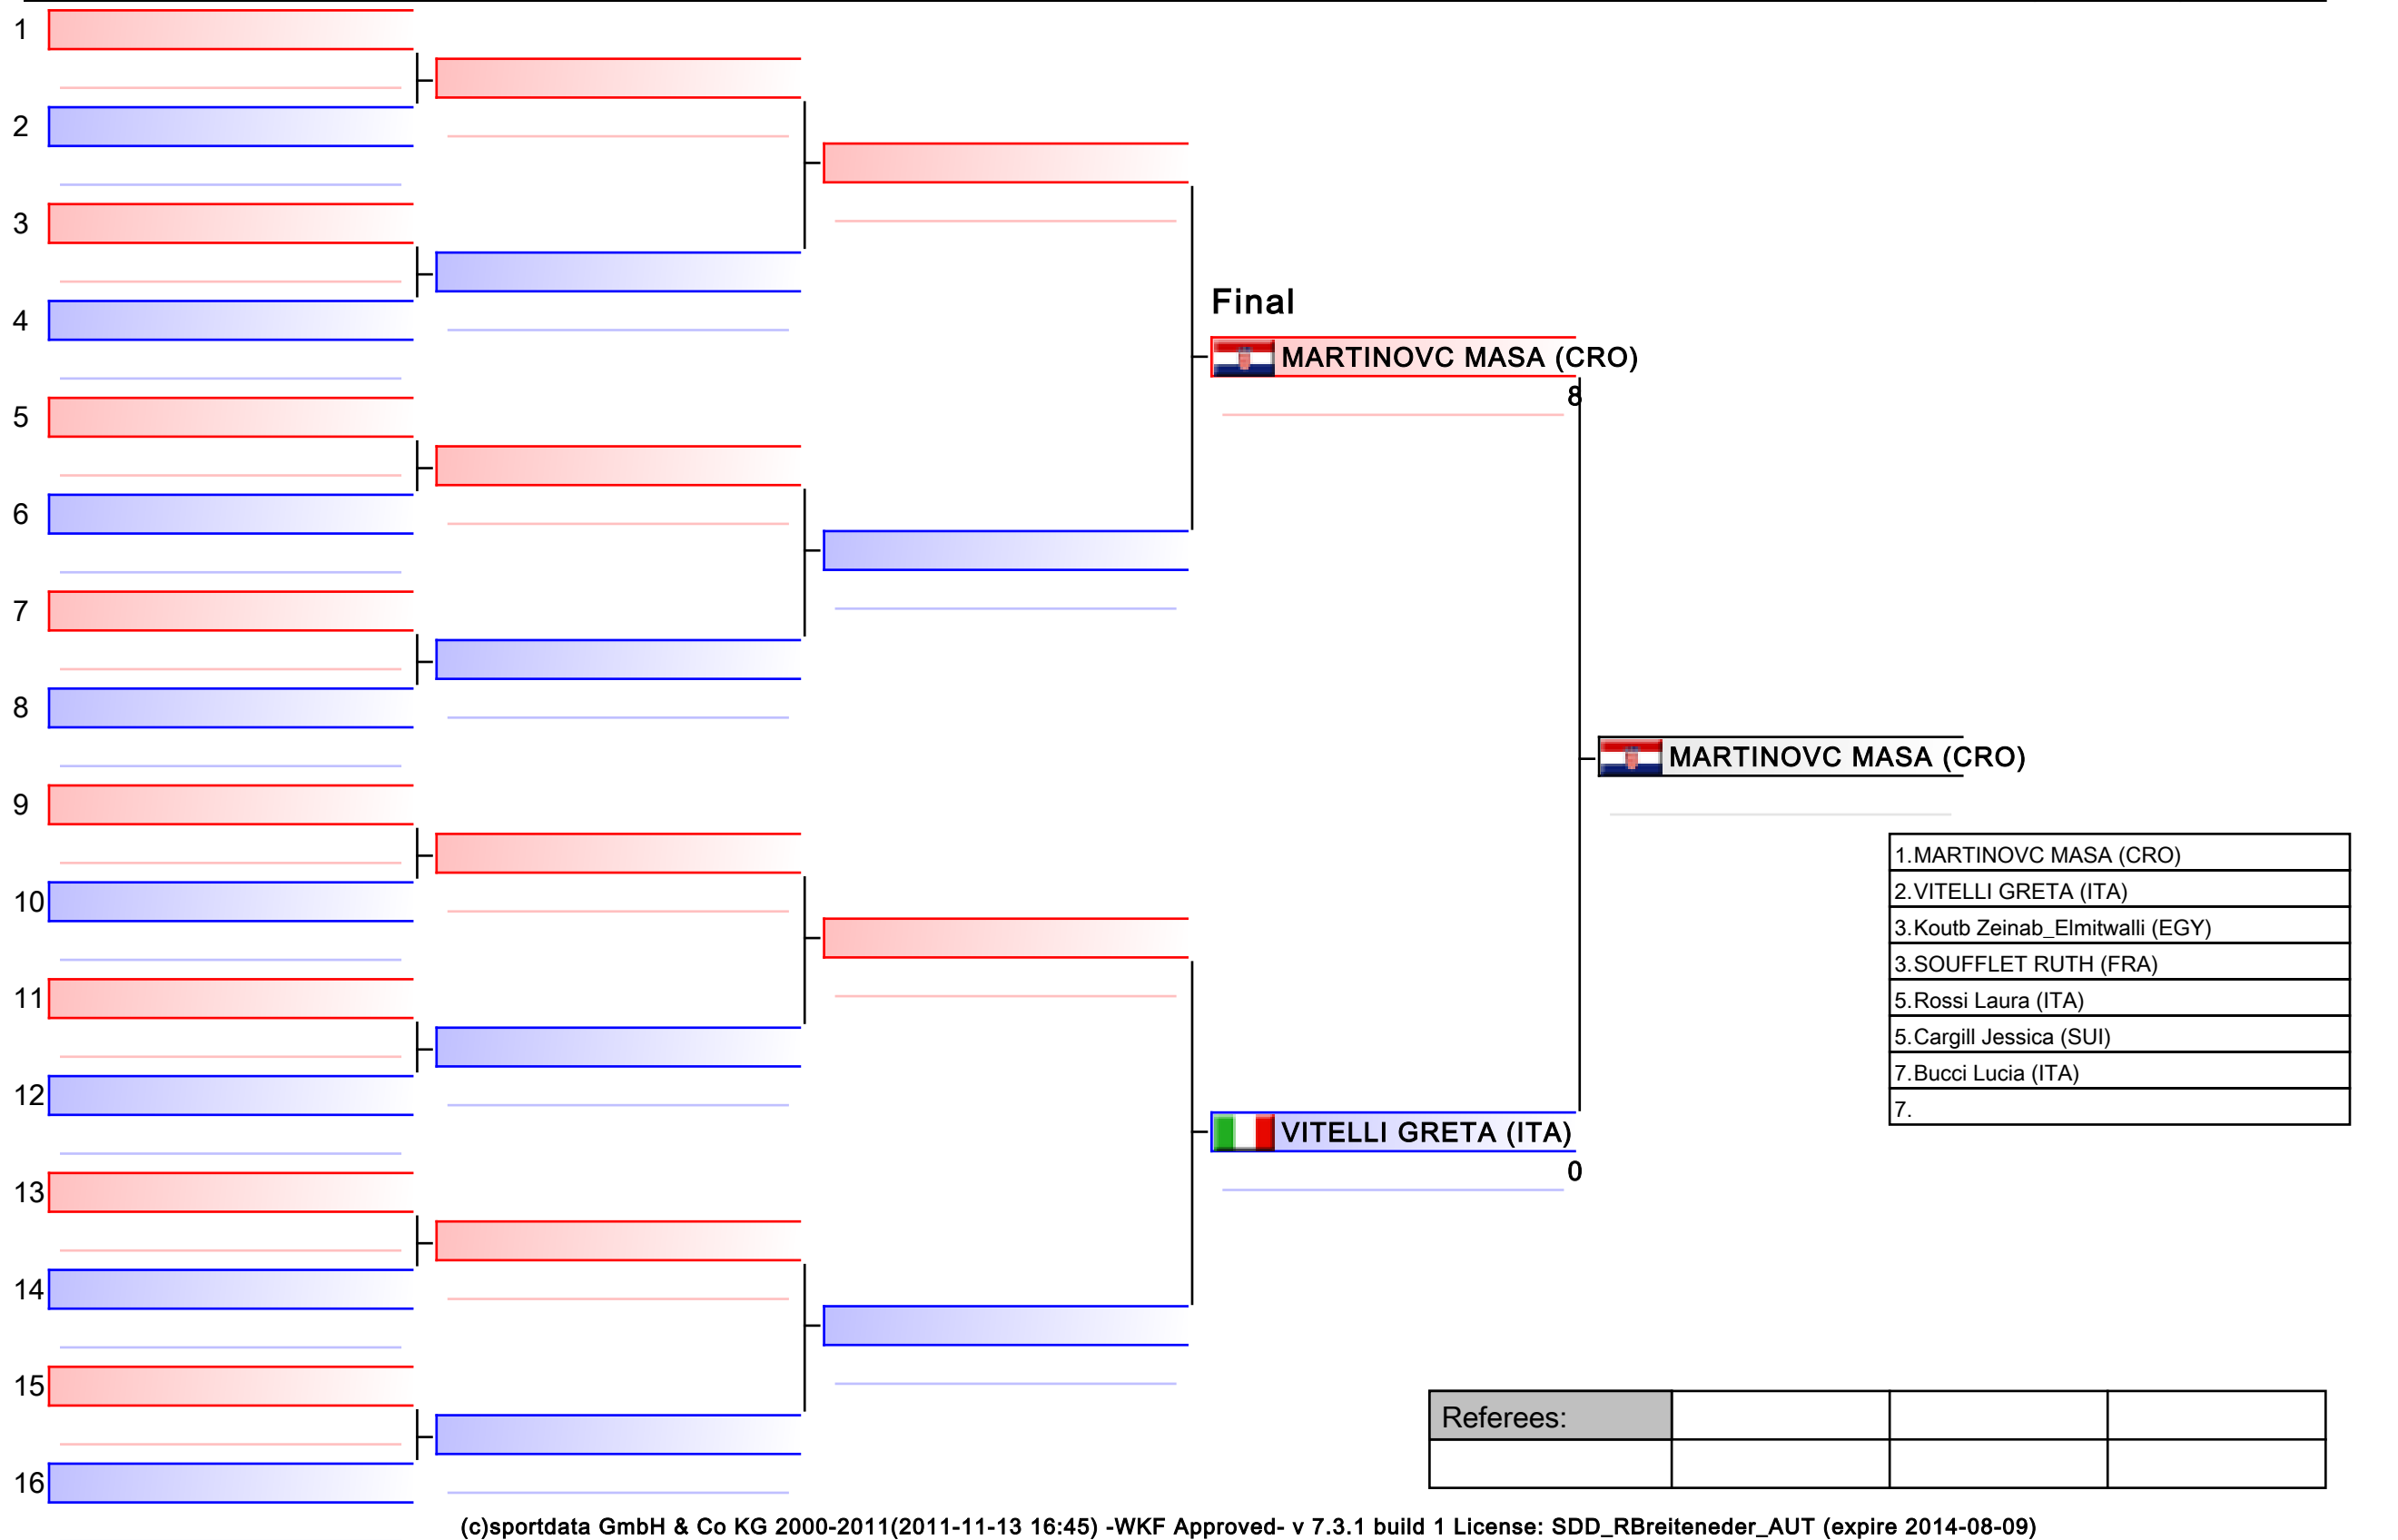 1
2
3
4
5
6
7
8
9
10
11
12
13
14
15
16
Final
MARTINOVC MASA (CRO)
8
VITELLI GRETA (ITA)
0
MARTINOVC MASA (CRO)
1.MARTINOVC MASA (CRO)
2.VITELLI GRETA (ITA)
3.Koutb Zeinab_Elmitwalli (EGY)
3.SOUFFLET RUTH (FRA)
5.Rossi Laura (ITA)
5.Cargill Jessica (SUI)
7.Bucci Lucia (ITA)
7.
Referees:
(c)sportdata GmbH & Co KG 2000-2011(2011-11-13 16:45) -WKF Approved- v 7.3.1 build 1 License: SDD_RBreiteneder_AUT (expire 2014-08-09)